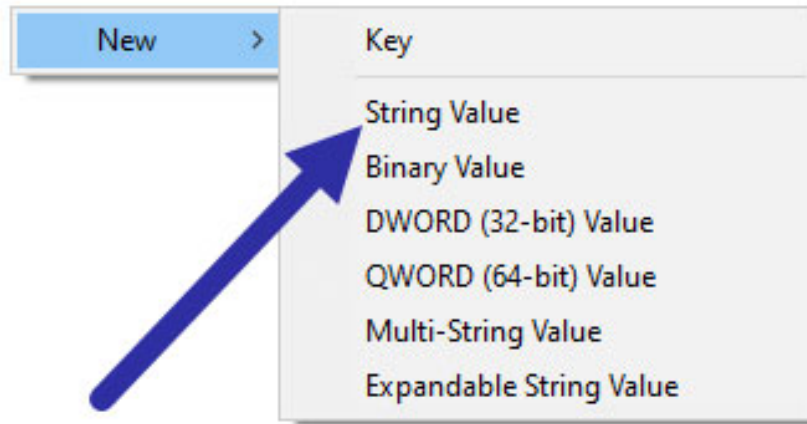 New >
Key
String Value
Binary Value
DWORD (32-bit) Value
QWORD (64-bit) Value
Multi-String Value
Expandable String Value